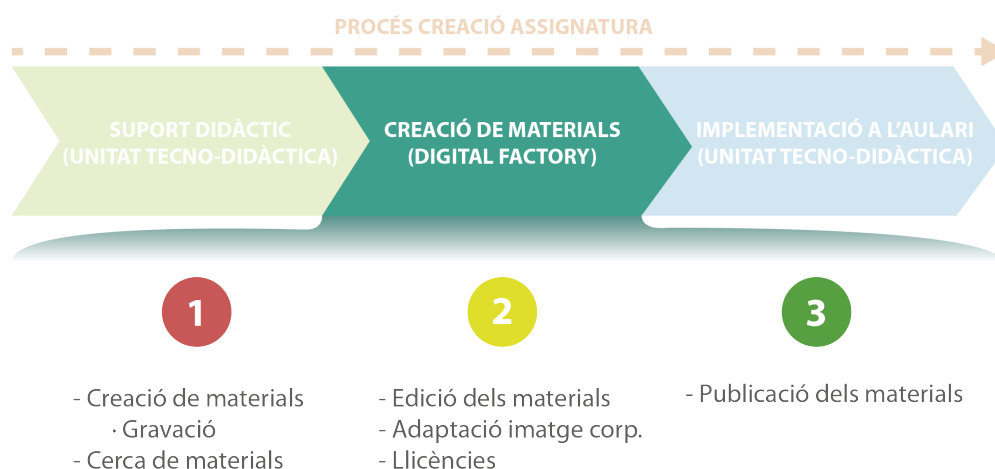 PROCÉS CREACIÓ ASSIGNATURA
SUPORT DIDÀCTIC
(UNITAT TECNO-DIDÀCTICA)
CREACIÓ DE MATERIALS
(DIGITAL FACTORY)
IMPLEMENTACIÓ A L'AULARI
(UNITAT TECNO-DIDÀCTICA)
1
- Creació de materials
· Gravació
- Cerca de materials
2
- Edició dels materials
- Adaptació imatge corp.
- Llicències
3
- Publicació dels materials